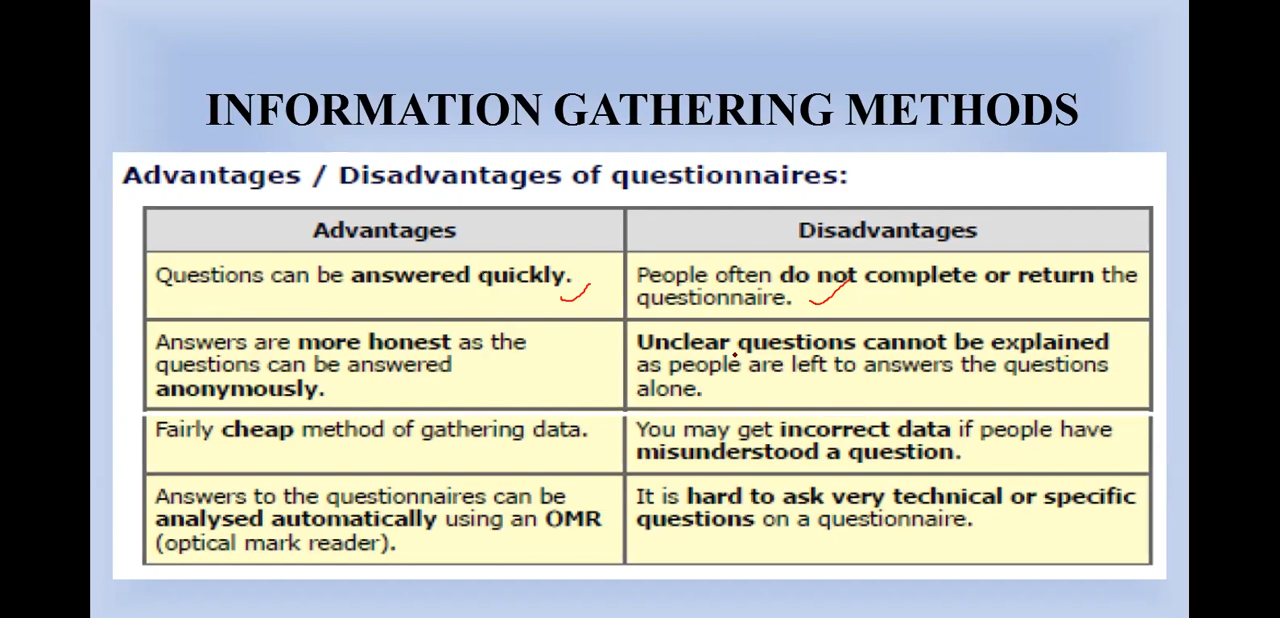 INFORMATION GATHERING METHODS
Advantages / Disadvantages of questionnaires:
Advantages
Disadvantages
Questions can be answered quickly.
People often do not complete or return the
questionnaire.
Answers are more honest as the
questions can be answered
anonymously.
Unclear questions cannot be explained
as people are left to answers the questions
alone.
Fairly cheap method of gathering data.
You may get incorrect data if people have
misunderstood a question.
Answers to the questionnaires can be
analysed automatically using an OMR
(optical mark reader).
It is hard to ask very technical or specific
questions on a questionnaire.